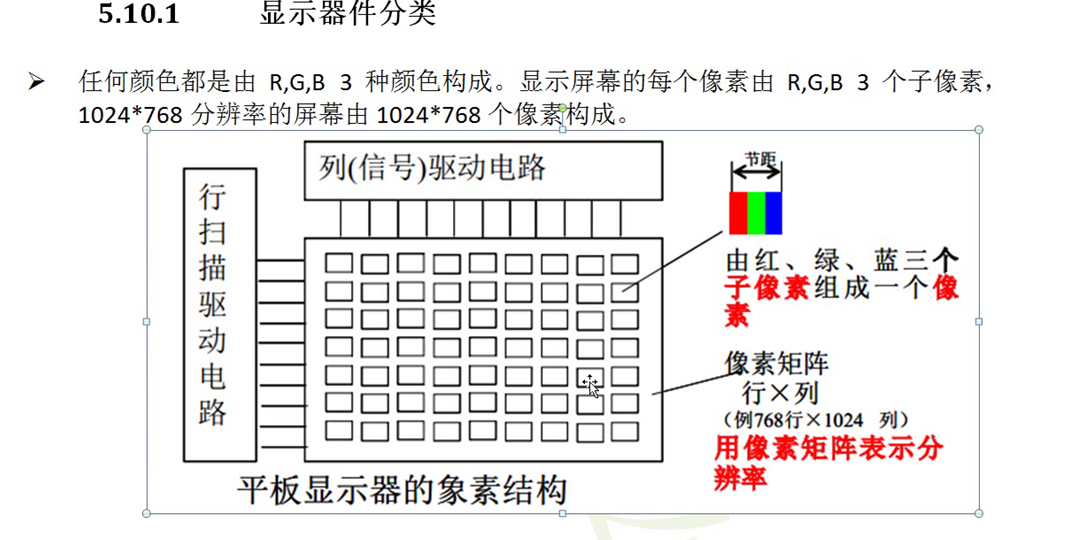 5.10.1 显示器件分类
➢ 任何颜色都是由 R,G,B 3 种颜色构成。显示屏幕的每个像素由 R,G,B 3 个子像素，
1024*768 分辨率的屏幕由 1024*768 个像素构成。
列(信号)驱动电路
行扫描驱动电路
节距
由红、绿、蓝三个
子像素组成一个像
素
像素矩阵
行×列
（例768行×1024 列）
用像素矩阵表示分
辨率
平板显示器的象素结构